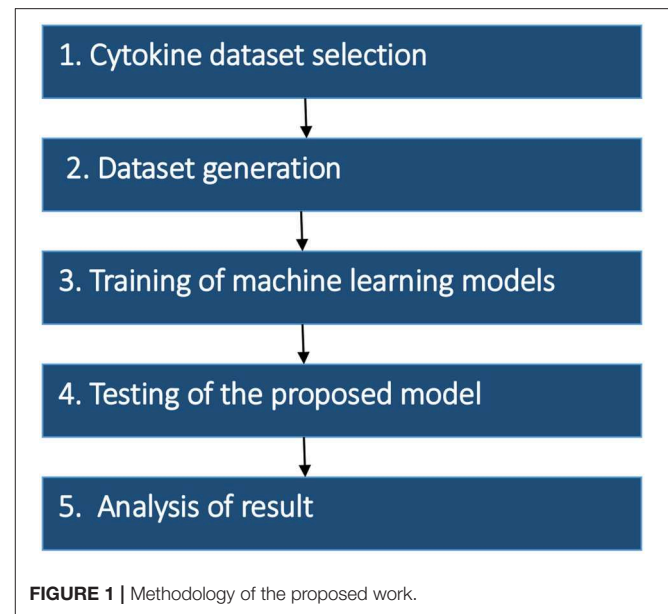 1. Cytokine dataset selection
2. Dataset generation
3. Training of machine learning models
4. Testing of the proposed model
5. Analysis of result
FIGURE 1 | Methodology of the proposed work.